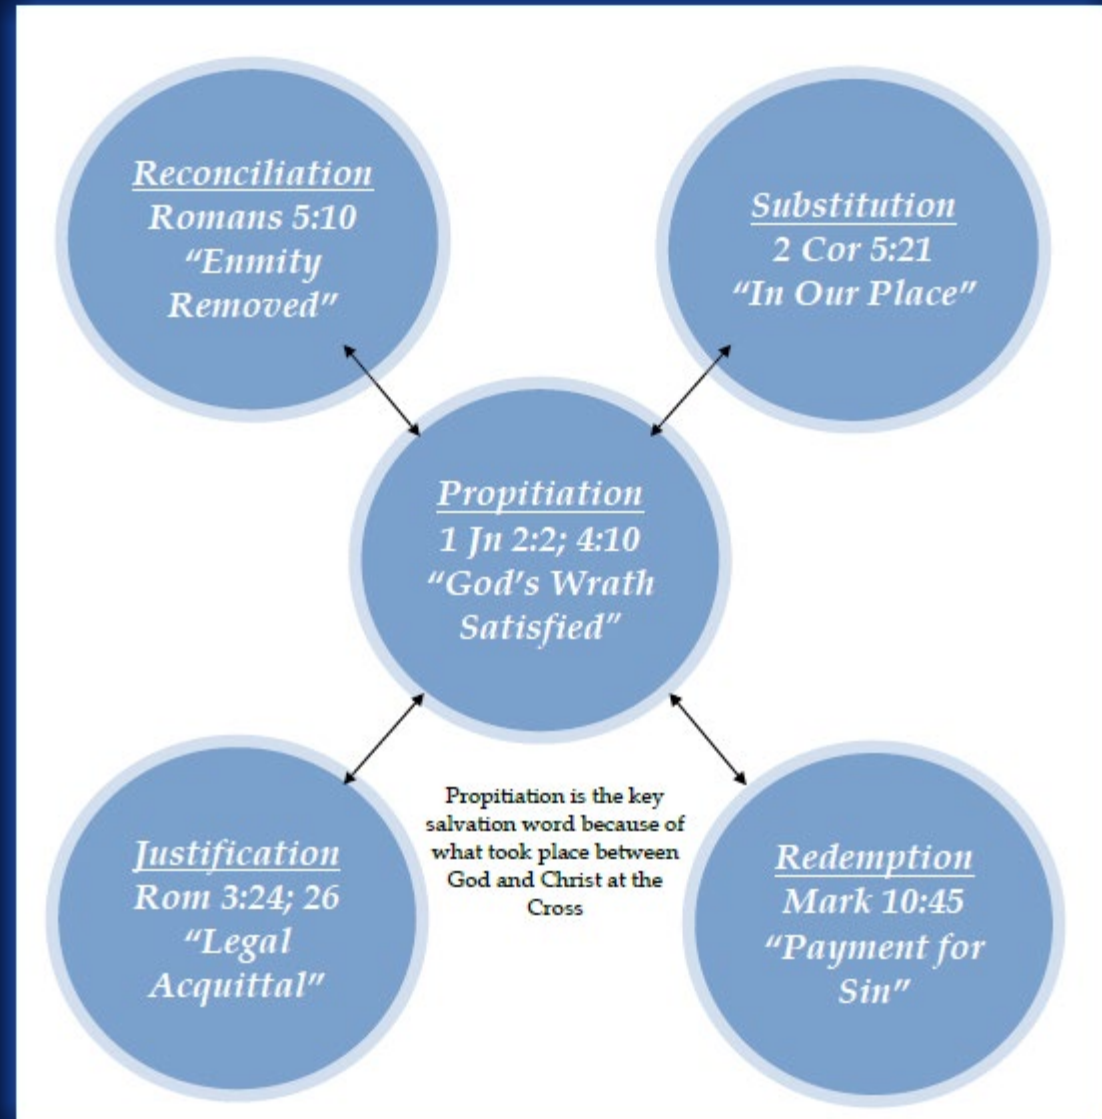 Reconciliation
Romans 5:10
“Enmity
Removed”
Substitution
2 Cor 5:21
“In Our Place”
Propitiation
1 Jn 2:2; 4:10
“God’s Wrath
Satisfied”
Justification
Rom 3:24; 26
“Legal
Acquittal”
Propitiation is the key
salvation word because of
what took place between
God and Christ at the
Cross
Redemption
Mark 10:45
“Payment for
Sin”